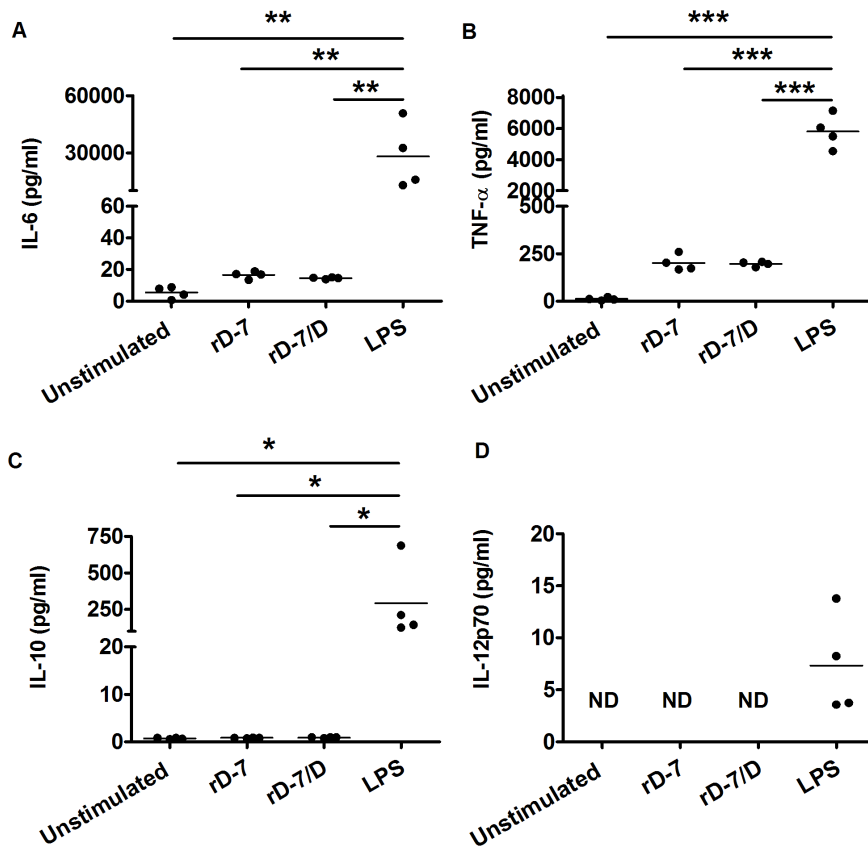 A
**
**
**
60000
30000
60
40
20
0
IL-6 (pg/ml)
Unstimulated
rD-7
rD-7/D
LPS
B
***
***
***
8000
6000
4000
2000
500
250
0
TNF-α (pg/ml)
Unstimulated
rD-7
rD-7/D
LPS
C
*
*
*
750
500
250
20
10
0
IL-10 (pg/ml)
Unstimulated
rD-7
rD-7/D
LPS
D
20
15
10
5
0
IL-12p70 (pg/ml)
ND ND ND
Unstimulated
rD-7
rD-7/D
LPS